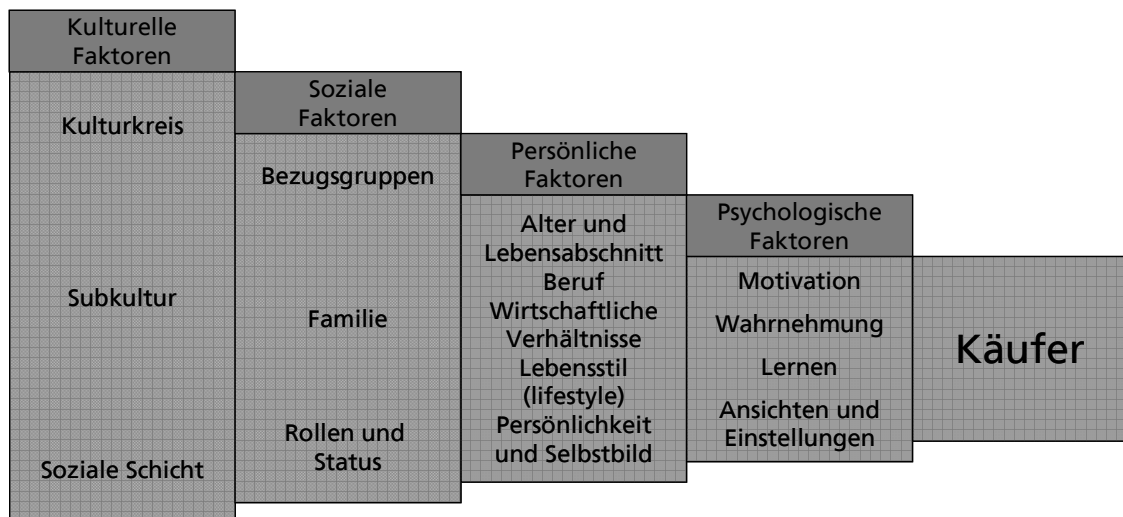 Kulturelle
Faktoren
Kulturkreis
Subkultur
Soziale Schicht
Soziale
Faktoren
Bezugsgruppen
Familie
Rollen und
Status
Persönliche
Faktoren
Alter und
Lebensabschnitt
Beruf
Wirtschaftliche
Verhältnisse
Lebensstil
(lifestyle)
Persönlichkeit
und Selbstbild
Psychologische
Faktoren
Motivation
Wahrnehmung
Lernen
Ansichten und
Einstellungen
Käufer